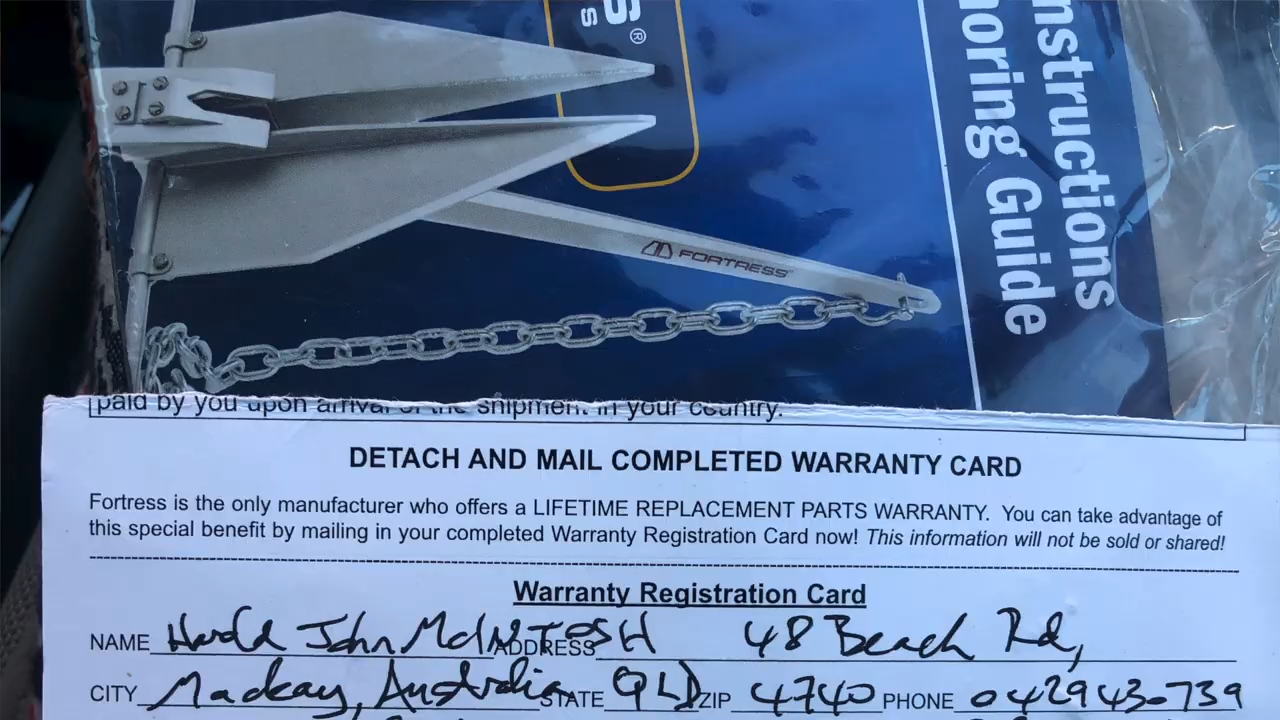 S®
s
Instructions
ooring Guide
FORTRESS
paid by you upon arrival of the shipment in your country.
DETACH AND MAIL COMPLETED WARRANTY CARD
Fortress is the only manufacturer who offers a LIFETIME REPLACEMENT PARTS WARRANTY. You can take advantage of
this special benefit by mailing in your completed Warranty Registration Card now! This information will not be sold or shared!
Warranty Registration Card
NAME Harold John McINTOSH ADDRESS 48 Beach Rd,
CITY Mackay, Australia STATE QLD ZIP 4740 PHONE 0429430739